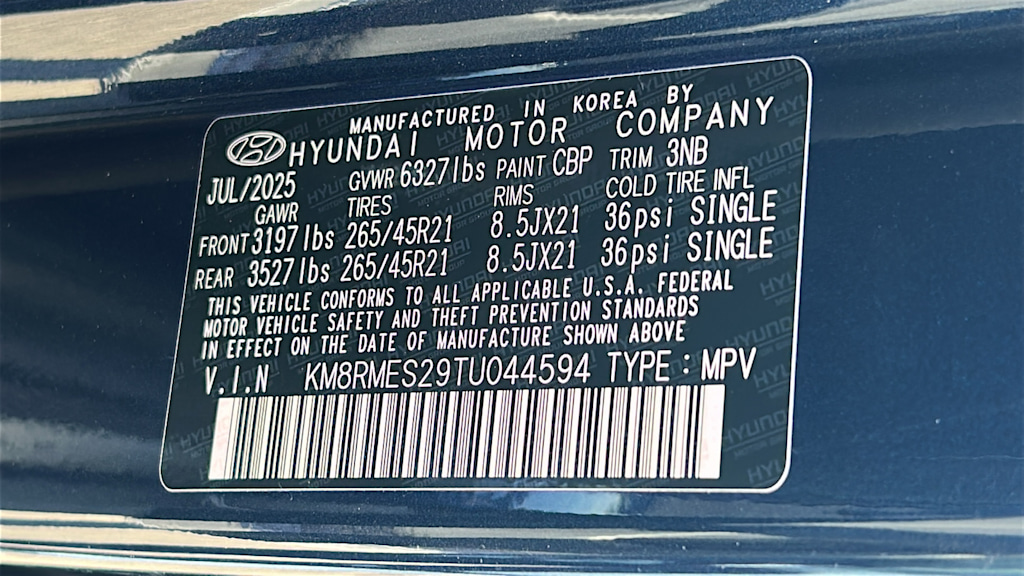 MANUFACTURED IN KOREA BY
HYUNDAI MOTOR COMPANY
JUL/2025 GVWR 6327lbs PAINT CBP TRIM 3NB
GAWR TIRES RIMS COLD TIRE INFL
FRONT 3197lbs 265/45R21 8.5JX21 36psi SINGLE
REAR 3527lbs 265/45R21 8.5JX21 36psi SINGLE
THIS VEHICLE CONFORMS TO ALL APPLICABLE U.S.A. FEDERAL
MOTOR VEHICLE SAFETY AND THEFT PREVENTION STANDARDS
IN EFFECT ON THE DATE OF MANUFACTURE SHOWN ABOVE
V.I.N KM8RMES29TU044594 TYPE : MPV